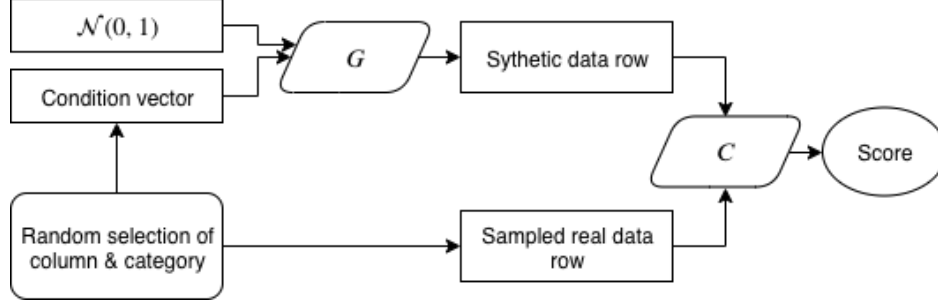 𝒩(0, 1)
G
Sythetic data row
Condition vector
C
Score
Random selection of
column & category
Sampled real data
row